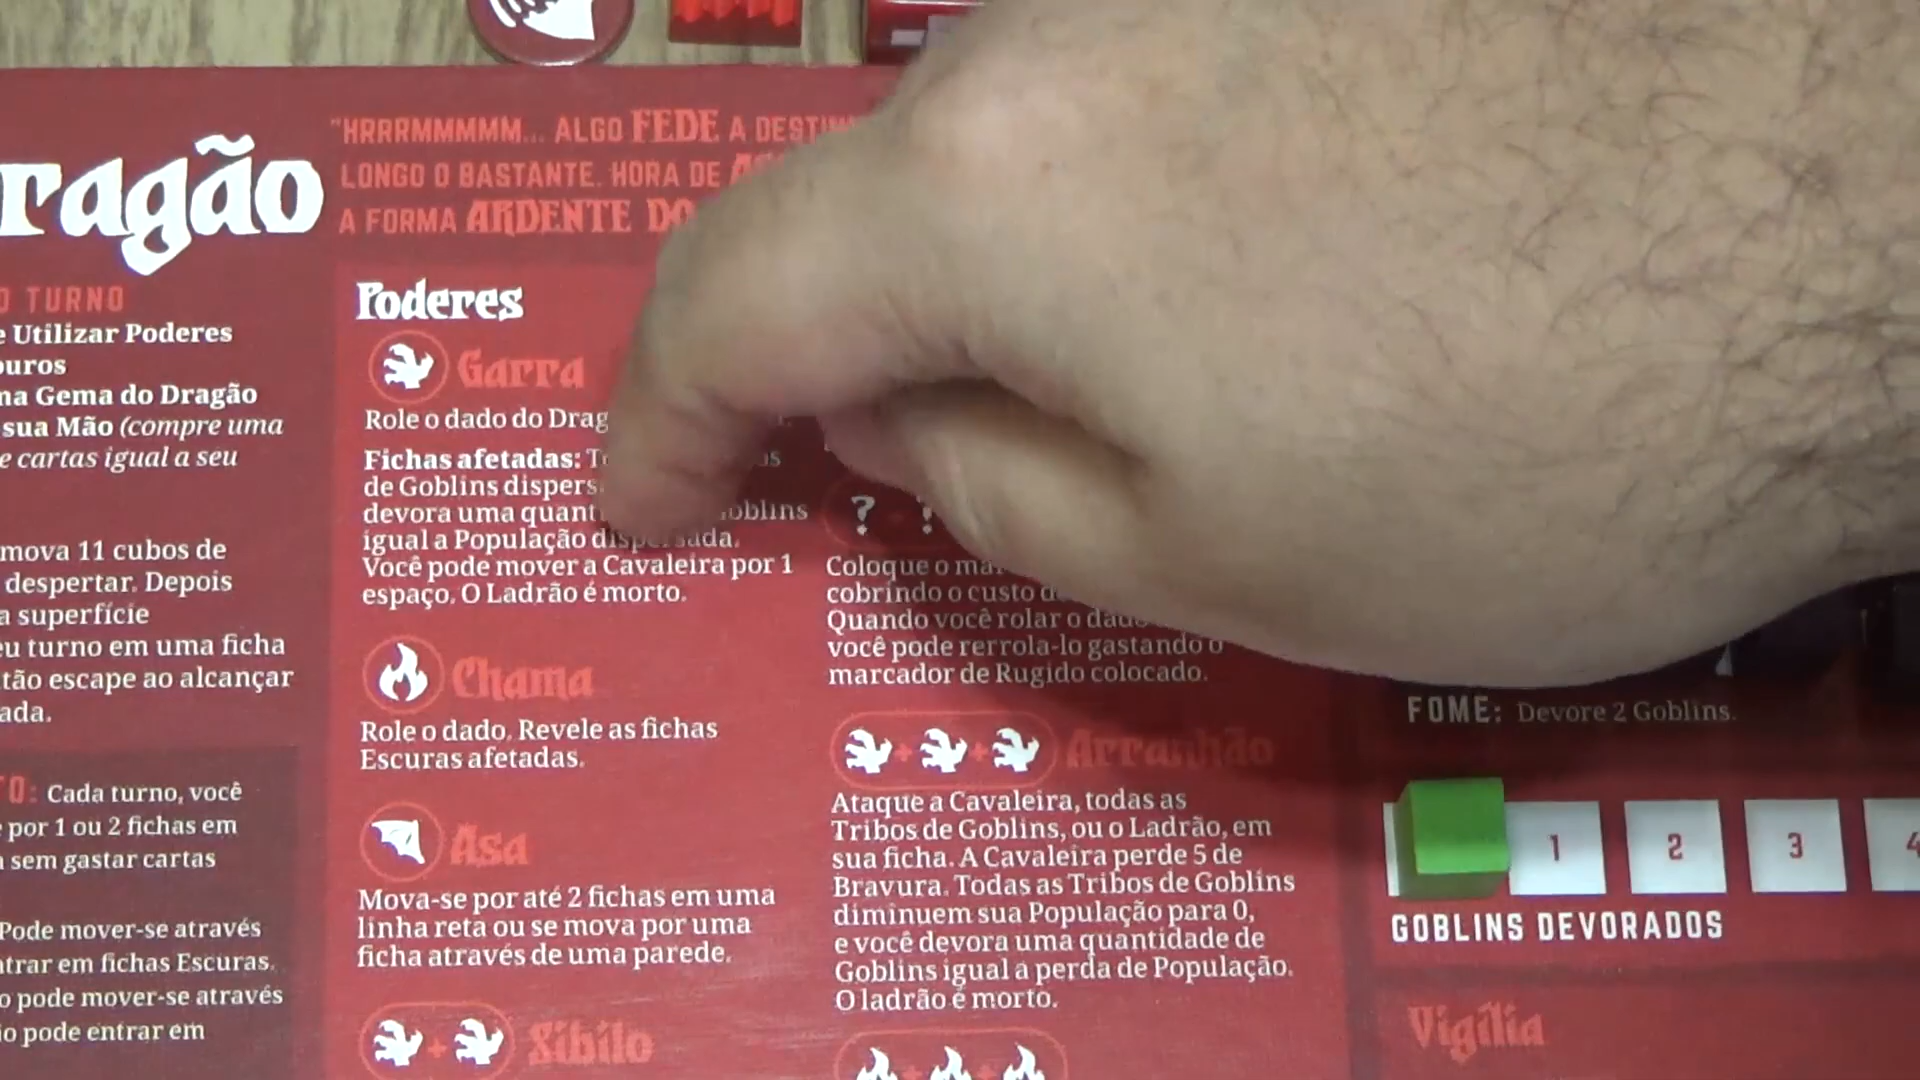 ragão
"HRRRMMMMM... ALGO FEDE A
LONGO O BASTANTE. HORA DE
A FORMA ARDENTE DO
O TURNO
e Utilizar Poderes
ouros
na Gema do Dragão
sua Mão (compre uma
e cartas igual a seu
mova 11 cubos de
despertar. Depois
a superfície
eu turno em uma ficha
tão escape ao alcançar
ada.
TO: Cada turno, você
e por 1 ou 2 fichas em
sem gastar cartas
Pode mover-se através
ntrar em fichas Escuras.
o pode mover-se através
io pode entrar em
Poderes
Garra
Role o dado do Drag
Fichas afetadas:
de Goblins dispers
devora uma quant oblins
igual a População dispersada.
Você pode mover a Cavaleira por 1
espaço. O Ladrão é morto.
Chama
Role o dado. Revele as fichas
Escuras afetadas.
Asa
Mova-se por até 2 fichas em uma
linha reta ou se mova por uma
ficha através de uma parede.
+ Sibilo
? ?
Coloque o mar
cobrindo o custo d
Quando você rolar o dado
você pode rerrola-lo gastando o
marcador de Rugido colocado.
+ + Arranhão
Ataque a Cavaleira, todas as
Tribos de Goblins, ou o Ladrão, em
sua ficha. A Cavaleira perde 5 de
Bravura. Todas as Tribos de Goblins
diminuem sua População para 0,
e você devora uma quantidade de
Goblins igual a perda de População.
O ladrão é morto.
+ +
FOME: Devore 2 Goblins.
1 2 3 4
GOBLINS DEVORADOS
Vigília